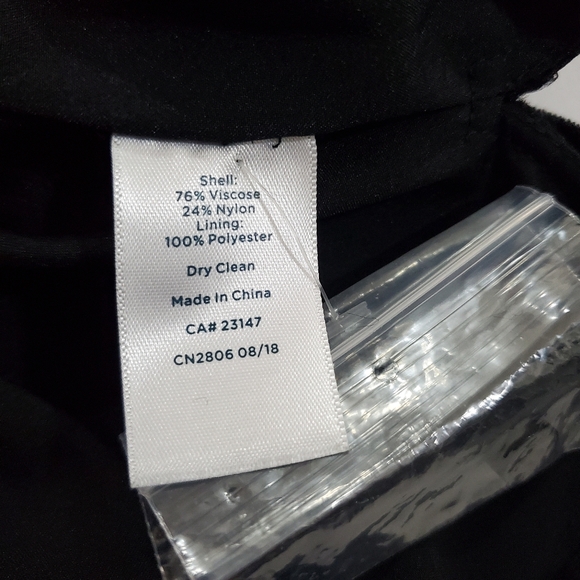 Shell:
76% Viscose
24% Nylon
Lining:
100% Polyester
Dry Clean
Made In China
CA# 23147
CN2806 08/18